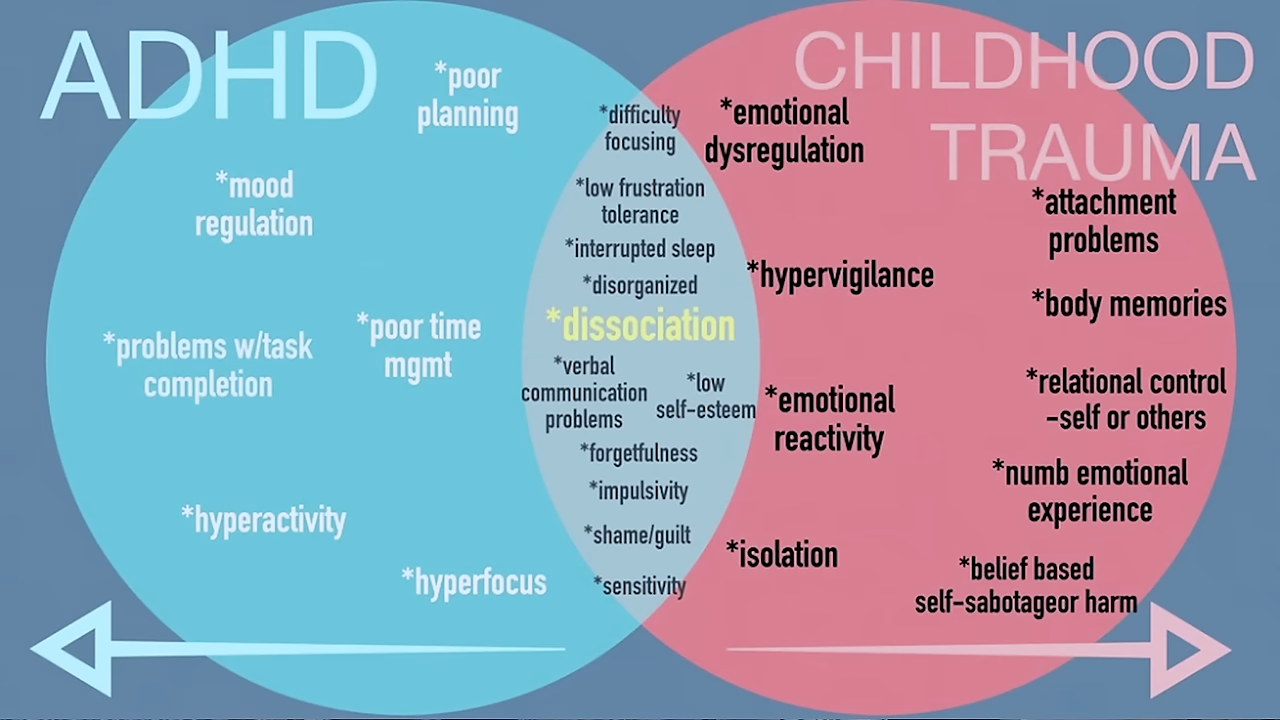 ADHD
*poor
planning
*mood
regulation
*problems w/task
completion
*poor time
mgmt
*hyperactivity
*hyperfocus
*difficulty
focusing
*low frustration
tolerance
*interrupted sleep
*disorganized
*dissociation
*verbal
communication
problems
*low
self-esteem
*forgetfulness
*impulsivity
*shame/guilt
*sensitivity
CHILDHOOD
TRAUMA
*emotional
dysregulation
*attachment
problems
*hypervigilance
*body memories
*relational control
-self or others
*emotional
reactivity
*numb emotional
experience
*isolation
*belief based
self-sabotageor harm